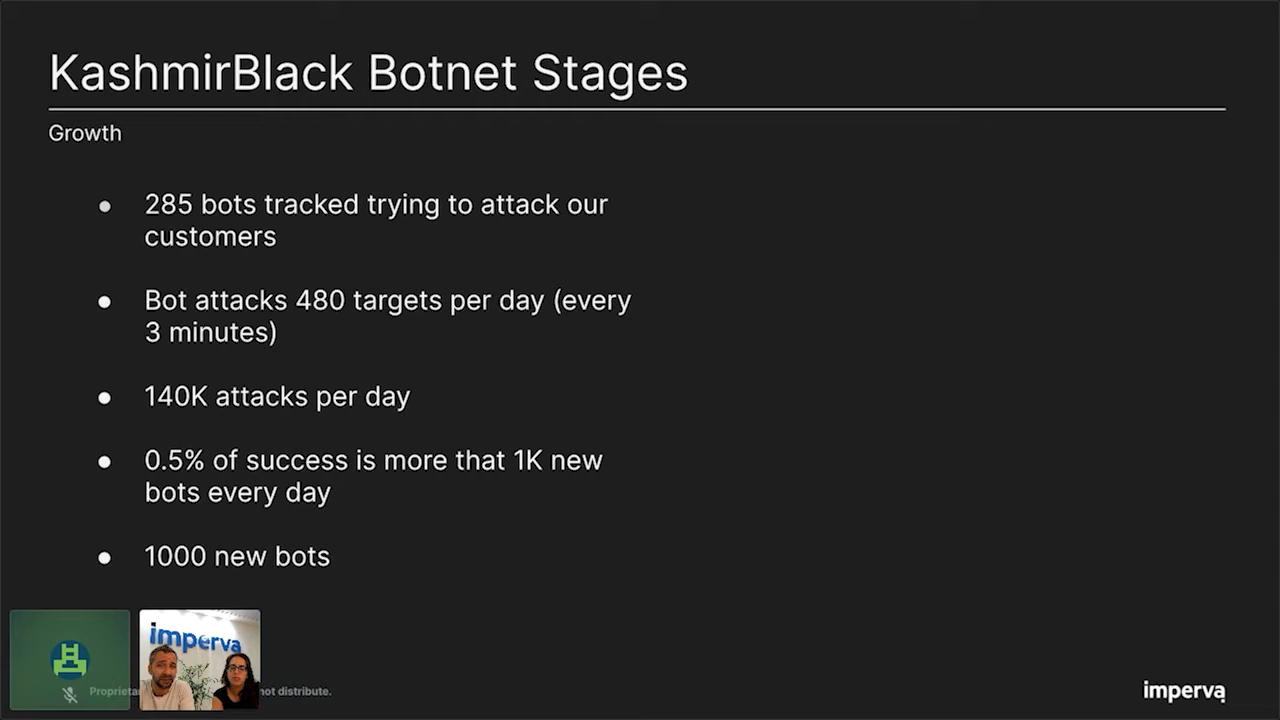 KashmirBlack Botnet Stages
Growth
● 285 bots tracked trying to attack our
customers
● Bot attacks 480 targets per day (every
3 minutes)
● 140K attacks per day
● 0.5% of success is more that 1K new
bots every day
● 1000 new bots
imperva
not distribute.
imperva